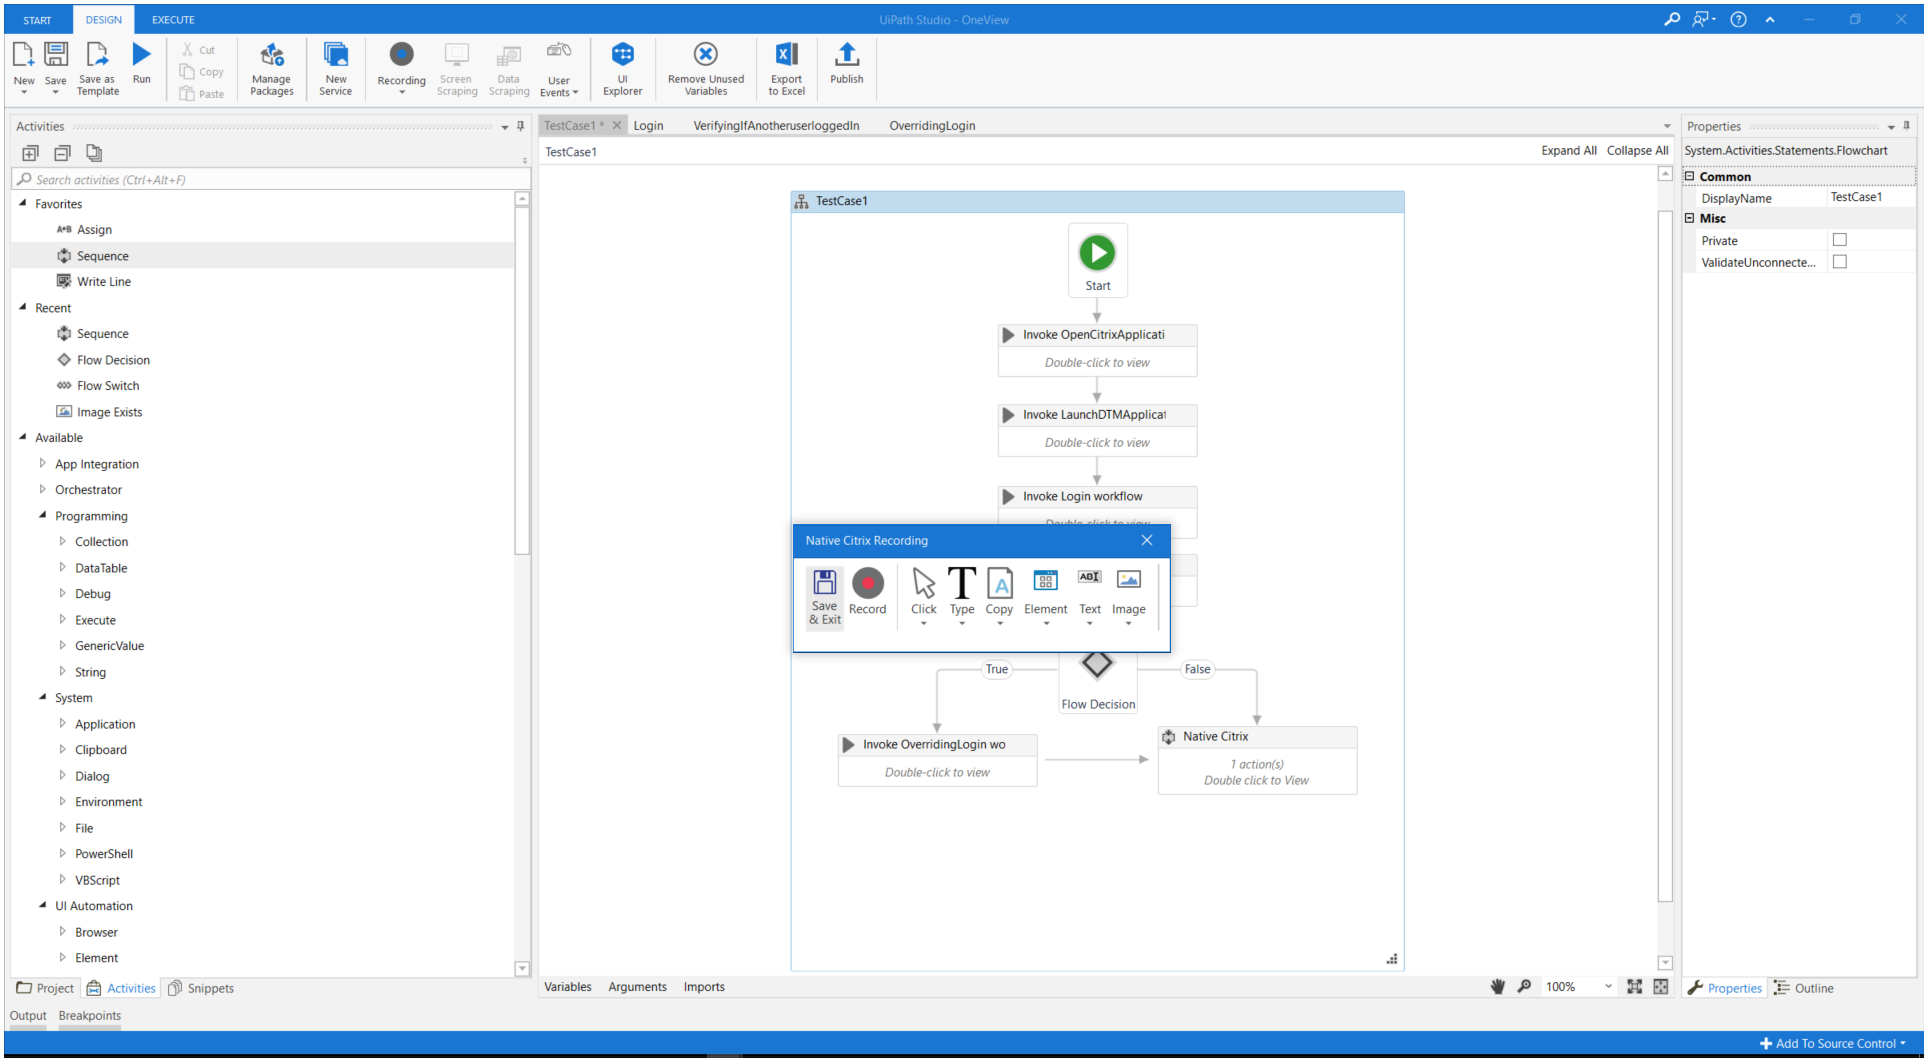 START DESIGN EXECUTE UiPath Studio - OneView
New Save Save as Template Run Cut Copy Paste Manage Packages New Service Recording Screen Scraping Data Scraping User Events UI Explorer Remove Unused Variables Export to Excel Publish
Activities
Search activities (Ctrl+Alt+F)
Favorites
A+B Assign
Sequence
Write Line
Recent
Sequence
Flow Decision
Flow Switch
Image Exists
Available
App Integration
Orchestrator
Programming
Collection
DataTable
Debug
Execute
GenericValue
String
System
Application
Clipboard
Dialog
Environment
File
PowerShell
VBScript
UI Automation
Browser
Element
Project Activities Snippets
TestCase1 * Login VerifyingIfAnotheruserloggedIn OverridingLogin
TestCase1 Expand All Collapse All
TestCase1
Start
Invoke OpenCitrixApplicati
Double-click to view
Invoke LaunchDTMApplicat
Double-click to view
Invoke Login workflow
Double-click to view
Native Citrix Recording
Save & Exit Record Click Type Copy Element Text Image
True False
Flow Decision
Invoke OverridingLogin wo
Double-click to view
Native Citrix
1 action(s)
Double click to View
Variables Arguments Imports 100%
Properties
System.Activities.Statements.Flowchart
Common
DisplayName TestCase1
Misc
Private
ValidateUnconnecte...
Properties Outline
Output Breakpoints
Add To Source Control